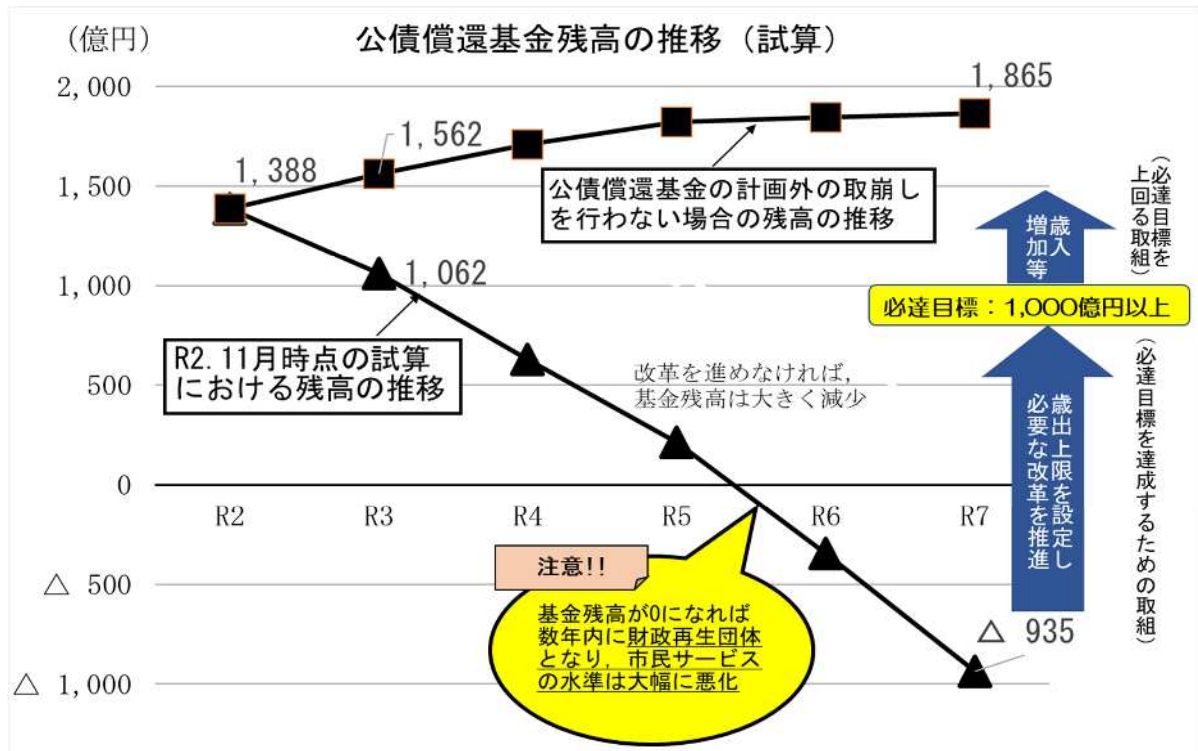 公債償還基金残高の推移（試算）
（億円）
2,000
1,500
1,000
500
0
△ 500
△ 1,000
R2
R3
R4
R5
R6
R7
1,388
1,562
1,865
1,062
△ 935
公債償還基金の計画外の取崩し
を行わない場合の残高の推移
R2.11月時点の試算
における残高の推移
改革を進めなければ，
基金残高は大きく減少
注意!!
基金残高が0になれば
数年内に財政再生団体
となり，市民サービス
の水準は大幅に悪化
歳入
増加等
（必達目標を
上回る取組）
必達目標：1,000億円以上
歳出上限を設定し
必要な改革を推進
（必達目標を達成するための取組）